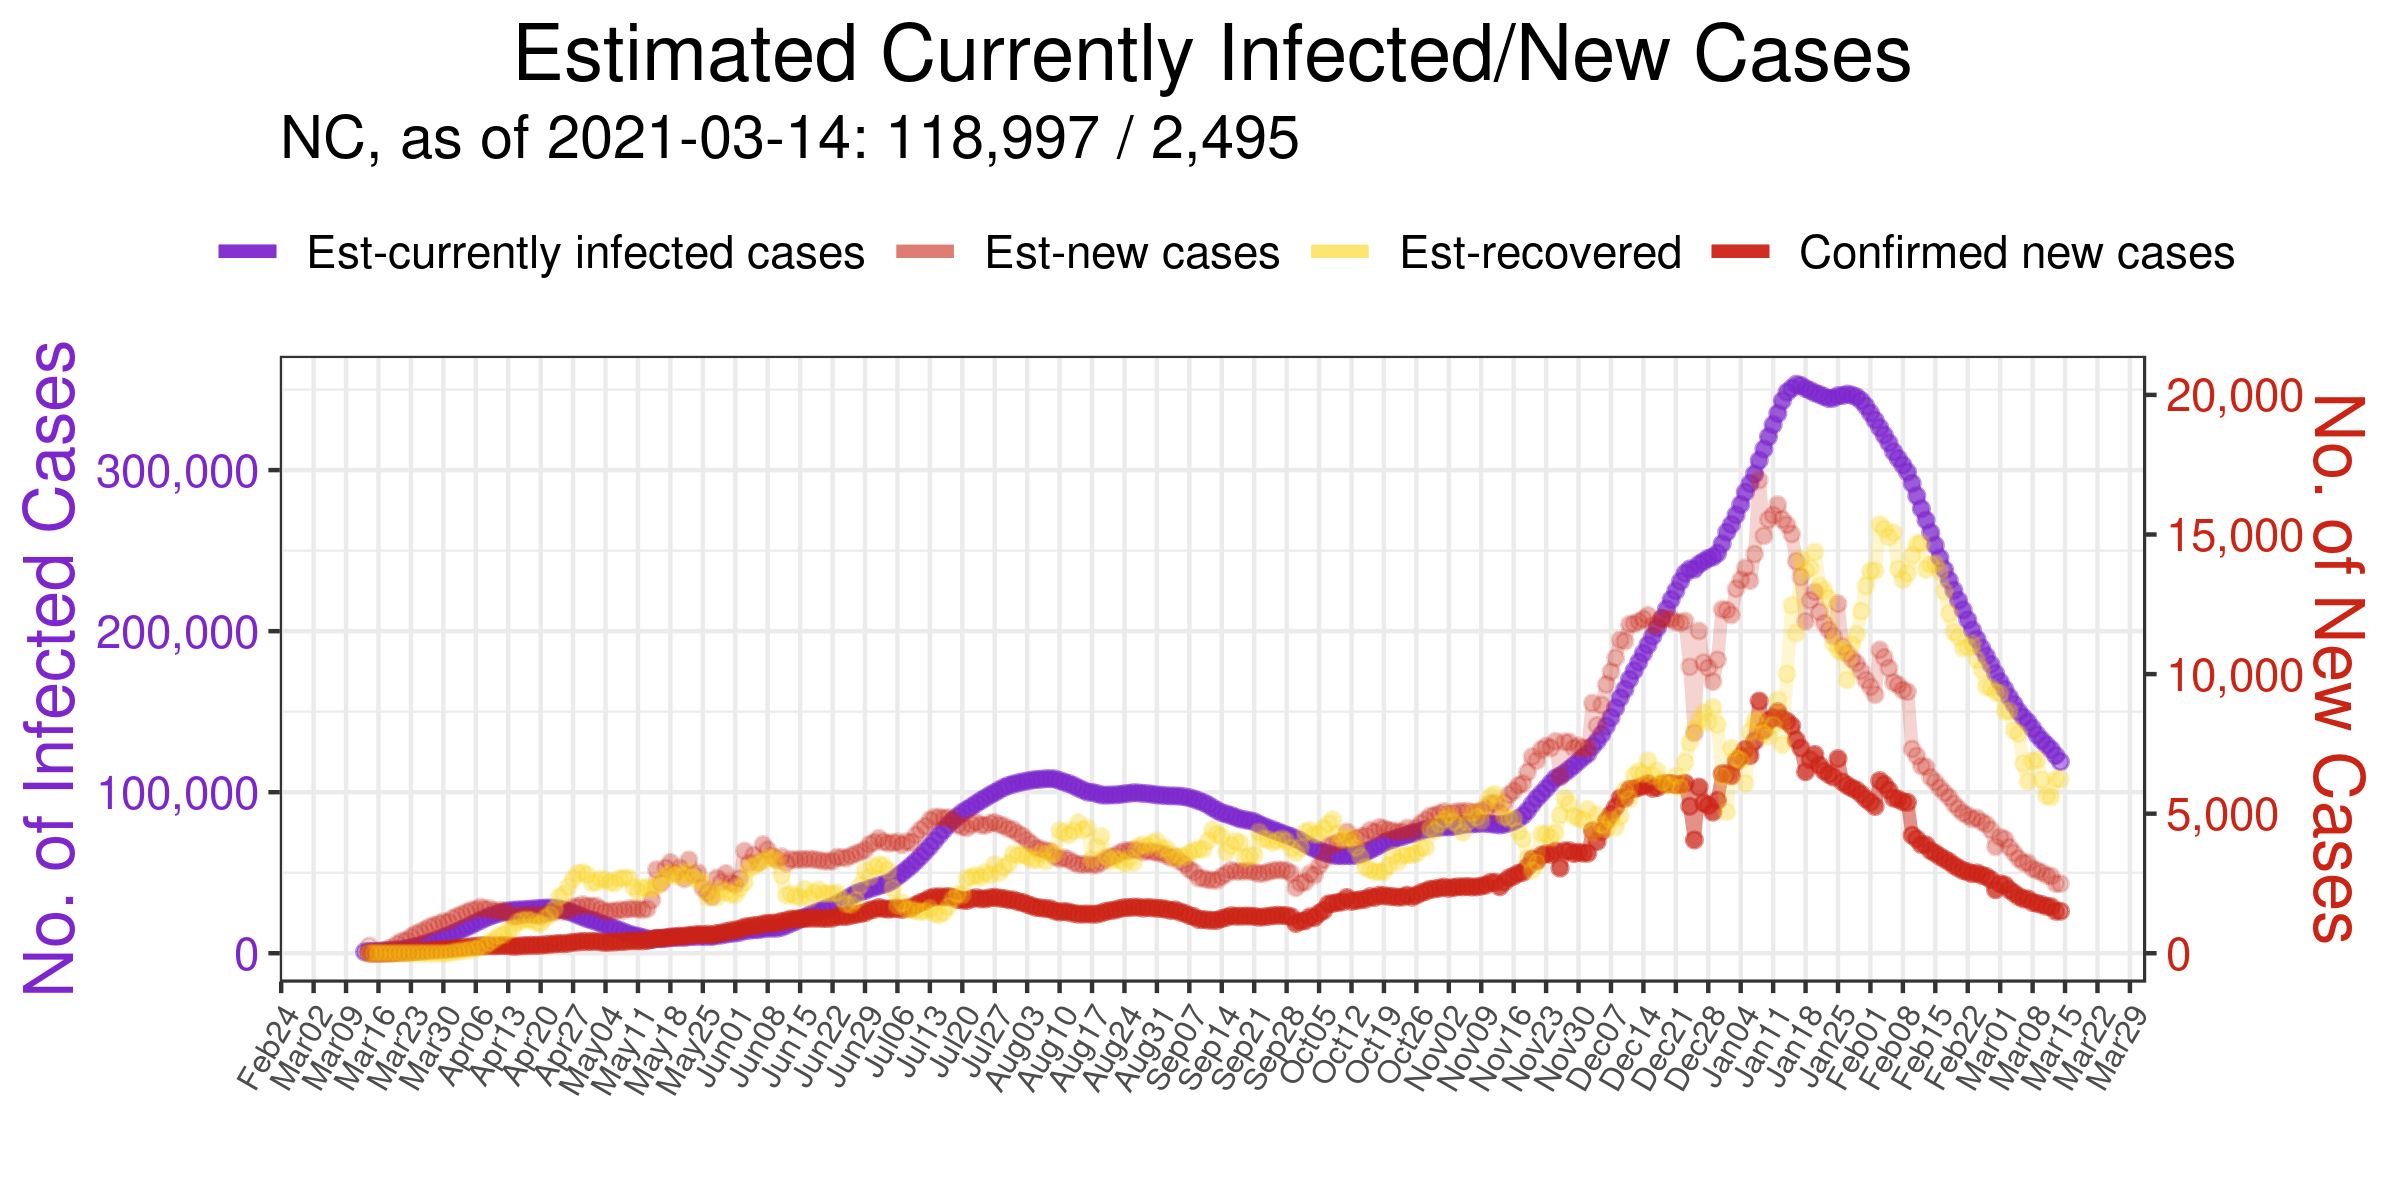 Estimated Currently Infected/New Cases
NC, as of 2021-03-14: 118,997 / 2,495
Est-currently infected cases
Est-new cases
Est-recovered
Confirmed new cases
No. of Infected Cases
300,000
200,000
100,000
0
20,000
15,000
10,000
5,000
0
No. of New Cases
Feb24
Mar02
Mar09
Mar16
Mar23
Mar30
Apr06
Apr13
Apr20
Apr27
May04
May11
May18
May25
Jun01
Jun08
Jun15
Jun22
Jun29
Jul06
Jul13
Jul20
Jul27
Aug03
Aug10
Aug17
Aug24
Aug31
Sep07
Sep14
Sep21
Sep28
Oct05
Oct12
Oct19
Oct26
Nov02
Nov09
Nov16
Nov23
Nov30
Dec07
Dec14
Dec21
Dec28
Jan04
Jan11
Jan18
Jan25
Feb01
Feb08
Feb15
Feb22
Mar01
Mar08
Mar15
Mar22
Mar29